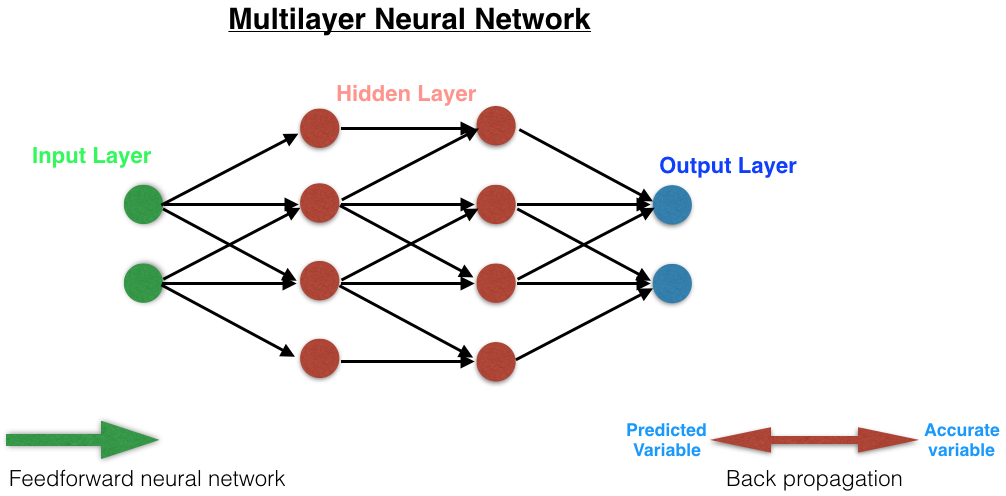 Multilayer Neural Network
Hidden Layer
Input Layer
Output Layer
Predicted
Variable
Accurate
variable
Feedforward neural network
Back propagation